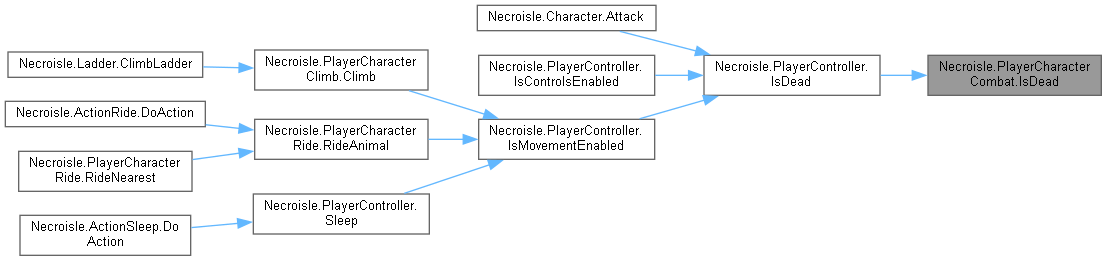 Necroisle.Character.Attack
Necroisle.Ladder.ClimbLadder
Necroisle.PlayerCharacter
Climb.Climb
Necroisle.PlayerController.
IsControlsEnabled
Necroisle.PlayerController.
IsDead
Necroisle.PlayerCharacter
Combat.IsDead
Necroisle.ActionRide.DoAction
Necroisle.PlayerCharacter
Ride.RideAnimal
Necroisle.PlayerController.
IsMovementEnabled
Necroisle.PlayerCharacter
Ride.RideNearest
Necroisle.ActionSleep.Do
Action
Necroisle.PlayerController.
Sleep